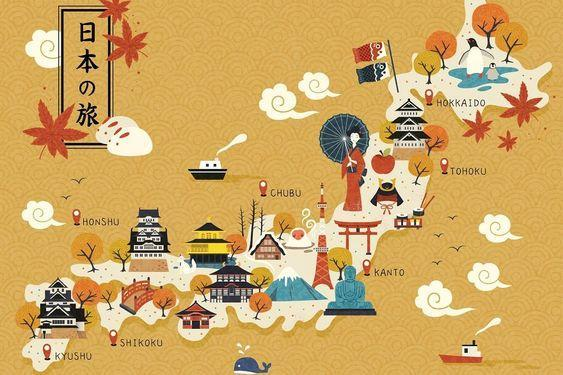 日本の旅
HOKKAIDO
TOHOKU
CHUBU
HONSHU
KANTO
SHIKOKU
KYUSHU